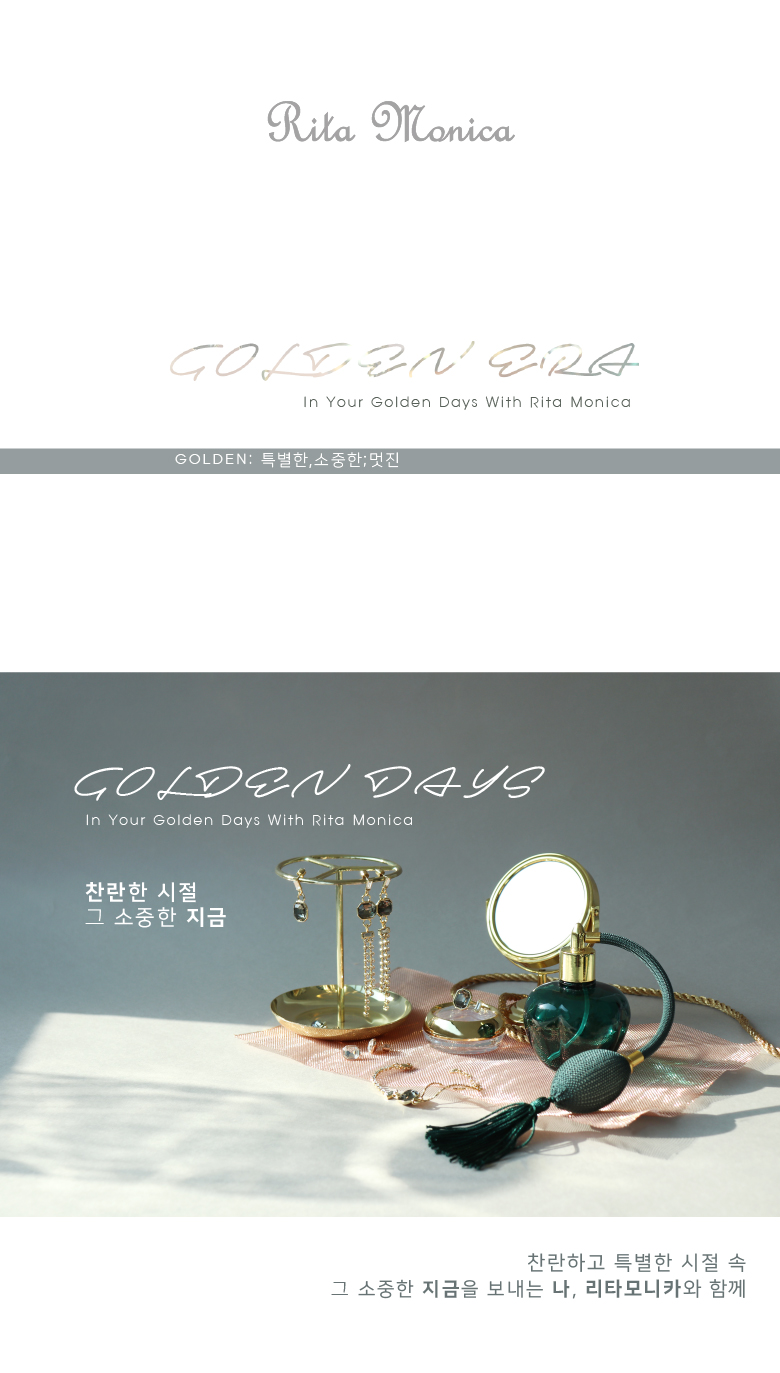 Rita Monica
GOLDEN ERA
In Your Golden Days With Rita Monica
GOLDEN: 특별한,소중한;멋진
GOLDEN DAYS
In Your Golden Days With Rita Monica
찬란한 시절
그 소중한 지금
찬란하고 특별한 시절 속
그 소중한 지금을 보내는 나, 리타모니카와 함께